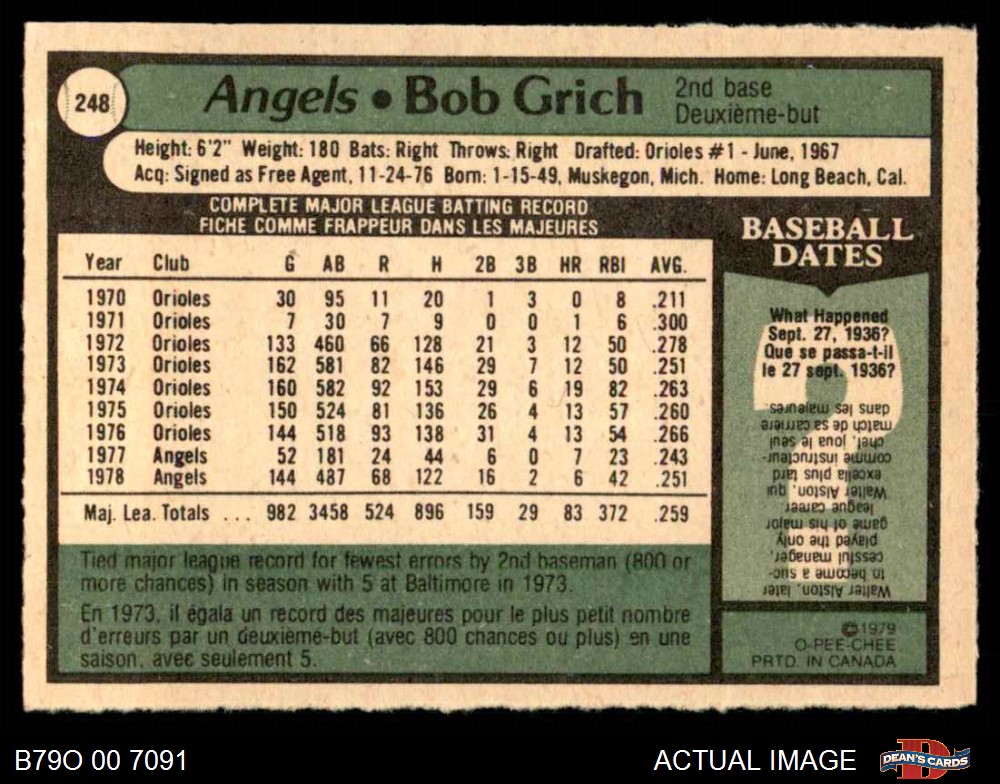 248
Angels • Bob Grich
2nd base
Deuxième-but
Height: 6'2" Weight: 180 Bats: Right Throws: Right Drafted: Orioles #1 - June, 1967
Acq: Signed as Free Agent, 11-24-76 Born: 1-15-49, Muskegon, Mich. Home: Long Beach, Cal.
COMPLETE MAJOR LEAGUE BATTING RECORD
FICHE COMME FRAPPEUR DANS LES MAJEURES
Year Club G AB R H 2B 3B HR RBI AVG.
1970 Orioles 30 95 11 20 1 3 0 8 .211
1971 Orioles 7 30 7 9 0 0 1 6 .300
1972 Orioles 133 460 66 128 21 3 12 50 .278
1973 Orioles 162 581 82 146 29 7 12 50 .251
1974 Orioles 160 582 92 153 29 6 19 82 .263
1975 Orioles 150 524 81 136 26 4 13 57 .260
1976 Orioles 144 518 93 138 31 4 13 54 .266
1977 Angels 52 181 24 44 6 0 7 23 .243
1978 Angels 144 487 68 122 16 2 6 42 .251
Maj. Lea. Totals ... 982 3458 524 896 159 29 83 372 .259
Tied major league record for fewest errors by 2nd baseman (800 or
more chances) in season with 5 at Baltimore in 1973.
En 1973, il égala un record des majeures pour le plus petit nombre
d'erreurs par un deuxième-but (avec 800 chances ou plus) en une
saison, avec seulement 5.
BASEBALL
DATES
What Happened
Sept. 27, 1936?
Que se passa-t-il
le 27 sept. 1936?
Walter Alston, later
to become a suc-
cessful manager,
played the only
game of his major
league career.
Walter Alston, qui
excella plus tard
comme instructeur-
chef, joua le seul
match de sa carrière
dans les majeures.
©1979
O-PEE-CHEE
PRTD. IN CANADA
B79O 00 7091
ACTUAL IMAGE
DEAN'S CARDS